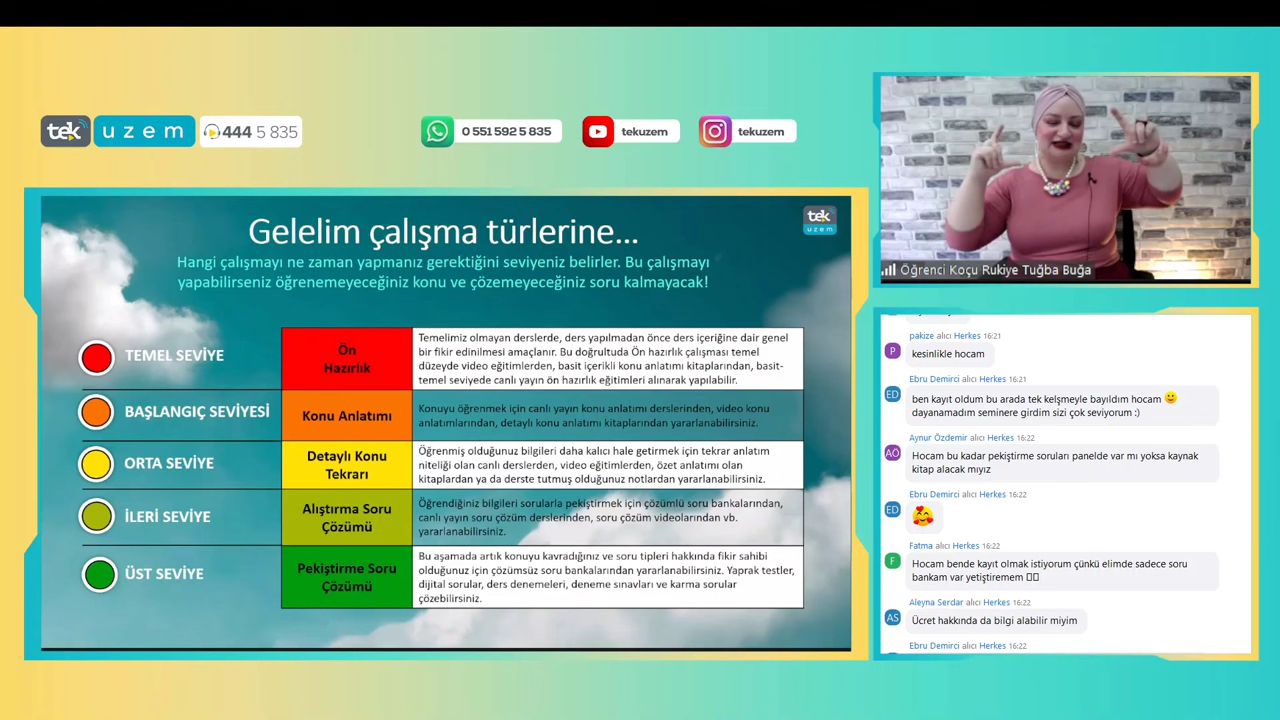 tek uzem 444 5 835
0 551 592 5 835
tekuzem
tekuzem
Gelelim çalışma türlerine...
tek uzem
Hangi çalışmayı ne zaman yapmanız gerektiğini seviyeniz belirler. Bu çalışmayı
yapabilirseniz öğrenemeyeceğiniz konu ve çözemeyeceğiniz soru kalmayacak!
TEMEL SEVİYE
Ön
Hazırlık
Temelimiz olmayan derslerde, ders yapılmadan önce ders içeriğine dair genel
bir fikir edinilmesi amaçlanır. Bu doğrultuda Ön hazırlık çalışması temel
düzeyde video eğitimlerden, basit içerikli konu anlatımı kitaplarından, basit-
temel seviyede canlı yayın ön hazırlık eğitimleri alınarak yapılabilir.
BAŞLANGIÇ SEVİYESİ
Konu Anlatımı
Konuyu öğrenmek için canlı yayın konu anlatımı derslerinden, video konu
anlatımlarından, detaylı konu anlatımı kitaplarından yararlanabilirsiniz.
ORTA SEVİYE
Detaylı Konu
Tekrarı
Öğrenmiş olduğunuz bilgileri daha kalıcı hale getirmek için tekrar anlatım
niteliği olan canlı derslerden, video eğitimlerden, özet anlatımı olan
kitaplardan ya da derste tutmuş olduğunuz notlardan yararlanabilirsiniz.
İLERİ SEVİYE
Alıştırma Soru
Çözümü
Öğrendiğiniz bilgileri sorularla pekiştirmek için çözümlü soru bankalarından,
canlı yayın soru çözüm derslerinden, soru çözüm videolarından vb.
yararlanabilirsiniz.
ÜST SEVİYE
Pekiştirme Soru
Çözümü
Bu aşamada artık konuyu kavradığınız ve soru tipleri hakkında fikir sahibi
olduğunuz için çözümsüz soru bankalarından yararlanabilirsiniz. Yaprak testler,
dijital sorular, ders denemeleri, deneme sınavları ve karma sorular
çözebilirsiniz.
Öğrenci Koçu Rukiye Tuğba Buğa
pakize alıcı Herkes 16:21
P
kesinlikle hocam
Ebru Demirci alıcı Herkes 16:21
ED
ben kayıt oldum bu arada tek kelşmeyle bayıldım hocam 🙂
dayanamadım seminere girdim sizi çok seviyorum :)
Aynur Özdemir alıcı Herkes 16:22
AÖ
Hocam bu kadar pekiştirme soruları panelde var mı yoksa kaynak
kitap alacak mıyız
Ebru Demirci alıcı Herkes 16:22
ED
🥰
Fatma alıcı Herkes 16:22
F
Hocam bende kayıt olmak istiyorum çünkü elimde sadece soru
bankam var yetiştiremem
Aleyna Serdar alıcı Herkes 16:22
AS
Ücret hakkında da bilgi alabilir miyim
Ebru Demirci alıcı Herkes 16:22